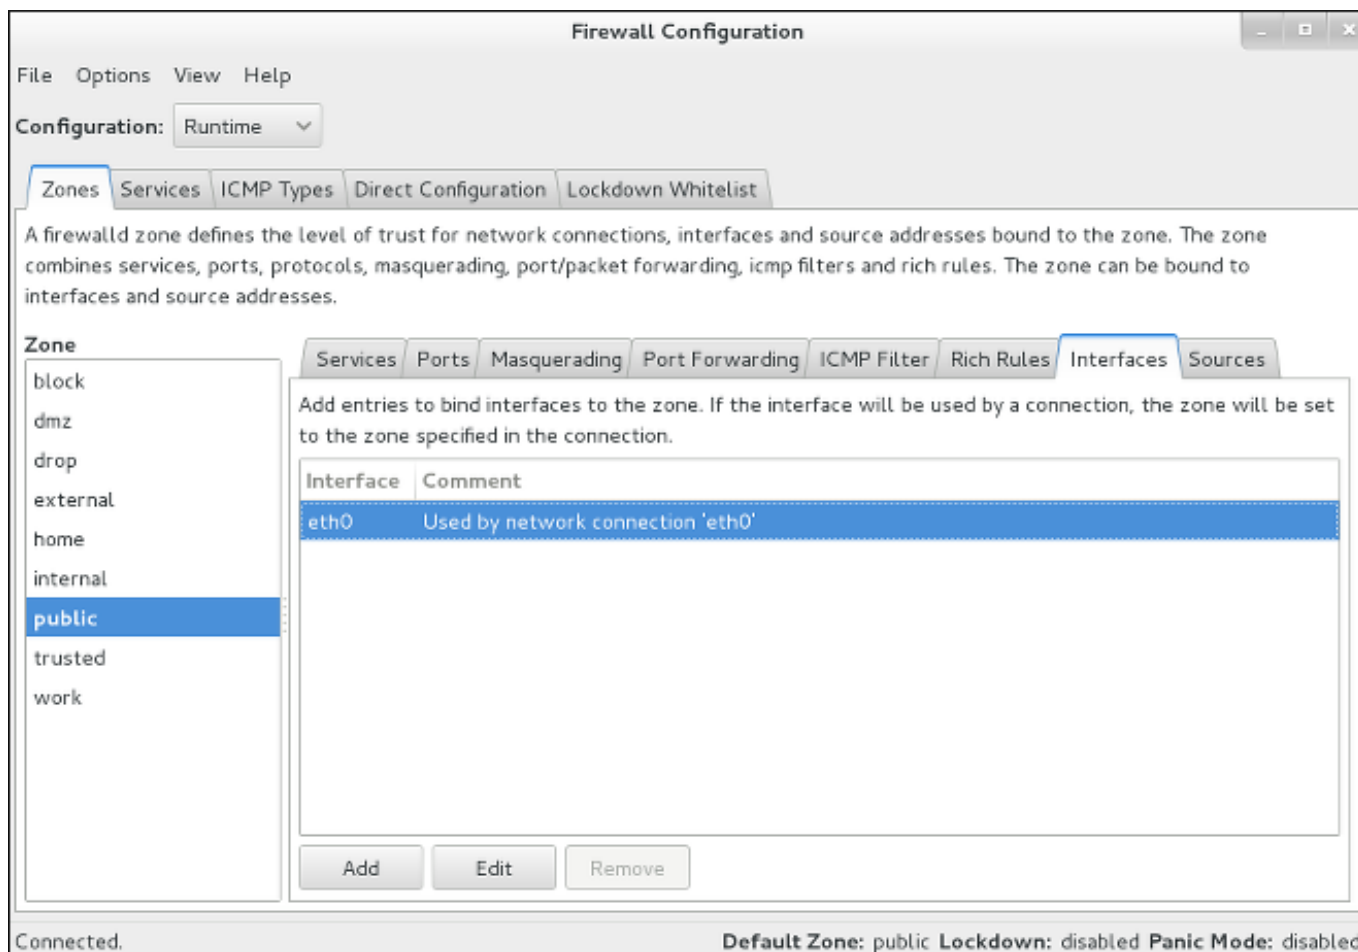 Firewall Configuration
File Options View Help
Configuration: Runtime
Zones Services ICMP Types Direct Configuration Lockdown Whitelist
A firewalld zone defines the level of trust for network connections, interfaces and source addresses bound to the zone. The zone
combines services, ports, protocols, masquerading, port/packet forwarding, icmp filters and rich rules. The zone can be bound to
interfaces and source addresses.
Zone
block
dmz
drop
external
home
internal
public
trusted
work
Services Ports Masquerading Port Forwarding ICMP Filter Rich Rules Interfaces Sources
Add entries to bind interfaces to the zone. If the interface will be used by a connection, the zone will be set
to the zone specified in the connection.
Interface Comment
eth0 Used by network connection 'eth0'
Add Edit Remove
Connected. Default Zone: public Lockdown: disabled Panic Mode: disabled